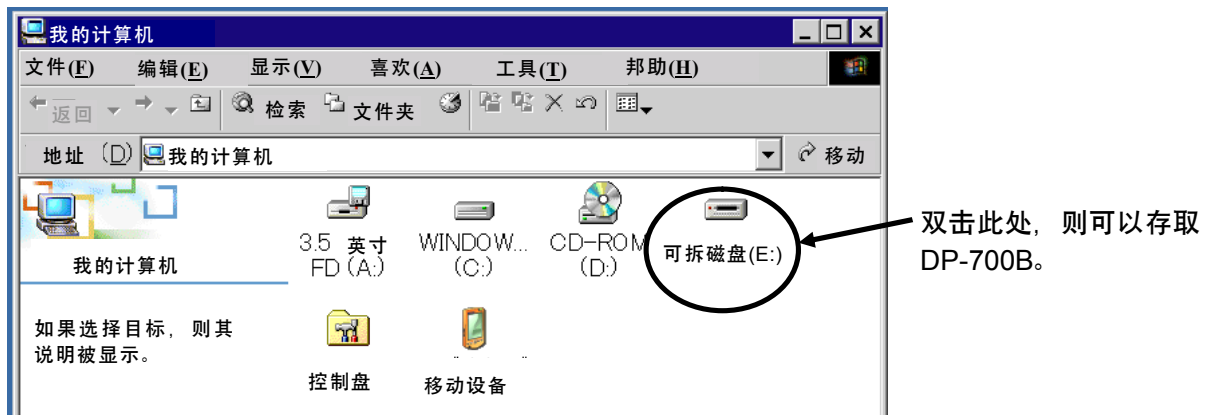 我的计算机
文件(F) 编辑(E) 显示(V) 喜欢(A) 工具(T) 邦助(H)
返回 检索 文件夹
地址 (D) 我的计算机 移动
3.5 英寸 FD (A:)
WINDOW... (C:)
CD-ROM (D:)
可拆磁盘(E:)
双击此处，则可以存取
DP-700B。
我的计算机
如果选择目标，则其
说明被显示。
控制盘
移动设备